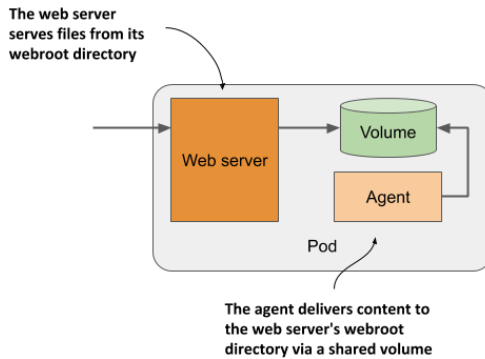 The web server
serves files from its
webroot directory
Web server
Volume
Agent
Pod
The agent delivers content to
the web server's webroot
directory via a shared volume